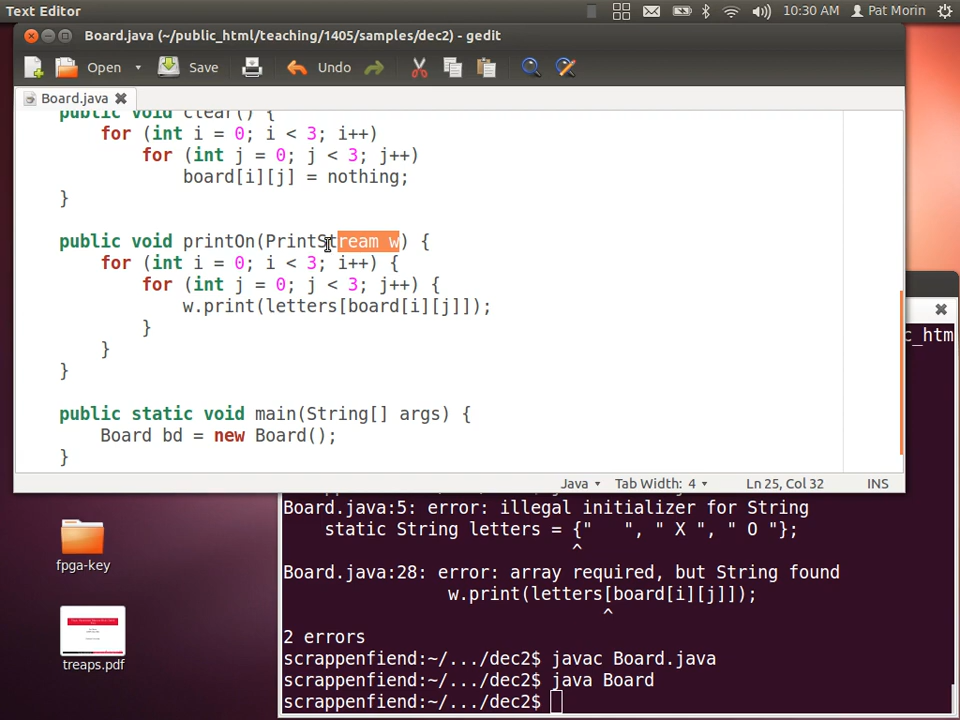 Text Editor
10:30 AM
Pat Morin
Board.java (~/public_html/teaching/1405/samples/dec2) - gedit
Open
Save
Undo
Board.java
public void clear() {
for (int i = 0; i < 3; i++)
for (int j = 0; j < 3; j++)
board[i][j] = nothing;
}
public void printOn(PrintStream w) {
for (int i = 0; i < 3; i++) {
for (int j = 0; j < 3; j++) {
w.print(letters[board[i][j]]);
}
}
}
public static void main(String[] args) {
Board bd = new Board();
}
Java
Tab Width: 4
Ln 25, Col 32
INS
c_htm
Board.java:5: error: illegal initializer for String
static String letters = {"   ", " X ", " O "};
^
Board.java:28: error: array required, but String found
w.print(letters[board[i][j]]);
^
2 errors
scrappenfiend:~/.../dec2$ javac Board.java
scrappenfiend:~/.../dec2$ java Board
scrappenfiend:~/.../dec2$
fpga-key
treaps.pdf